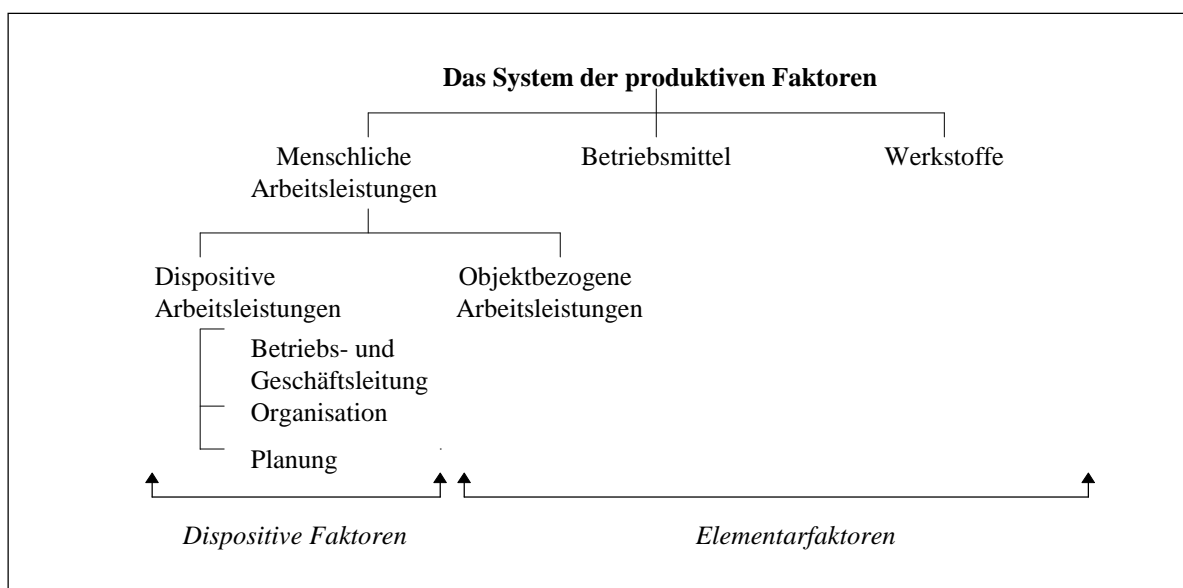 Das System der produktiven Faktoren
Menschliche
Arbeitsleistungen
Betriebsmittel
Werkstoffe
Dispositive
Arbeitsleistungen
Objektbezogene
Arbeitsleistungen
Betriebs- und
Geschäftsleitung
Organisation
Planung
Dispositive Faktoren
Elementarfaktoren